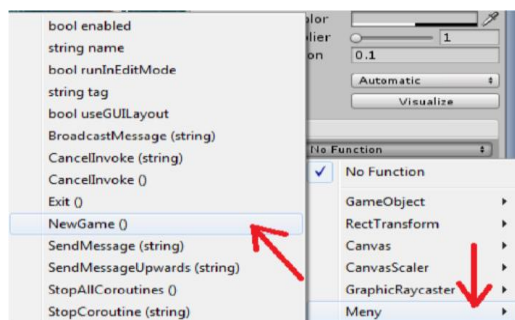 bool enabled
string name
bool runInEditMode
string tag
bool useGUILayout
BroadcastMessage (string)
CancelInvoke (string)
CancelInvoke ()
Exit ()
NewGame ()
SendMessage (string)
SendMessageUpwards (string)
StopAllCoroutines ()
StopCoroutine (string)
olor
lier
1
on
0.1
Automatic
Visualize
No Function
No Function
GameObject
RectTransform
Canvas
CanvasScaler
GraphicRaycaster
Meny